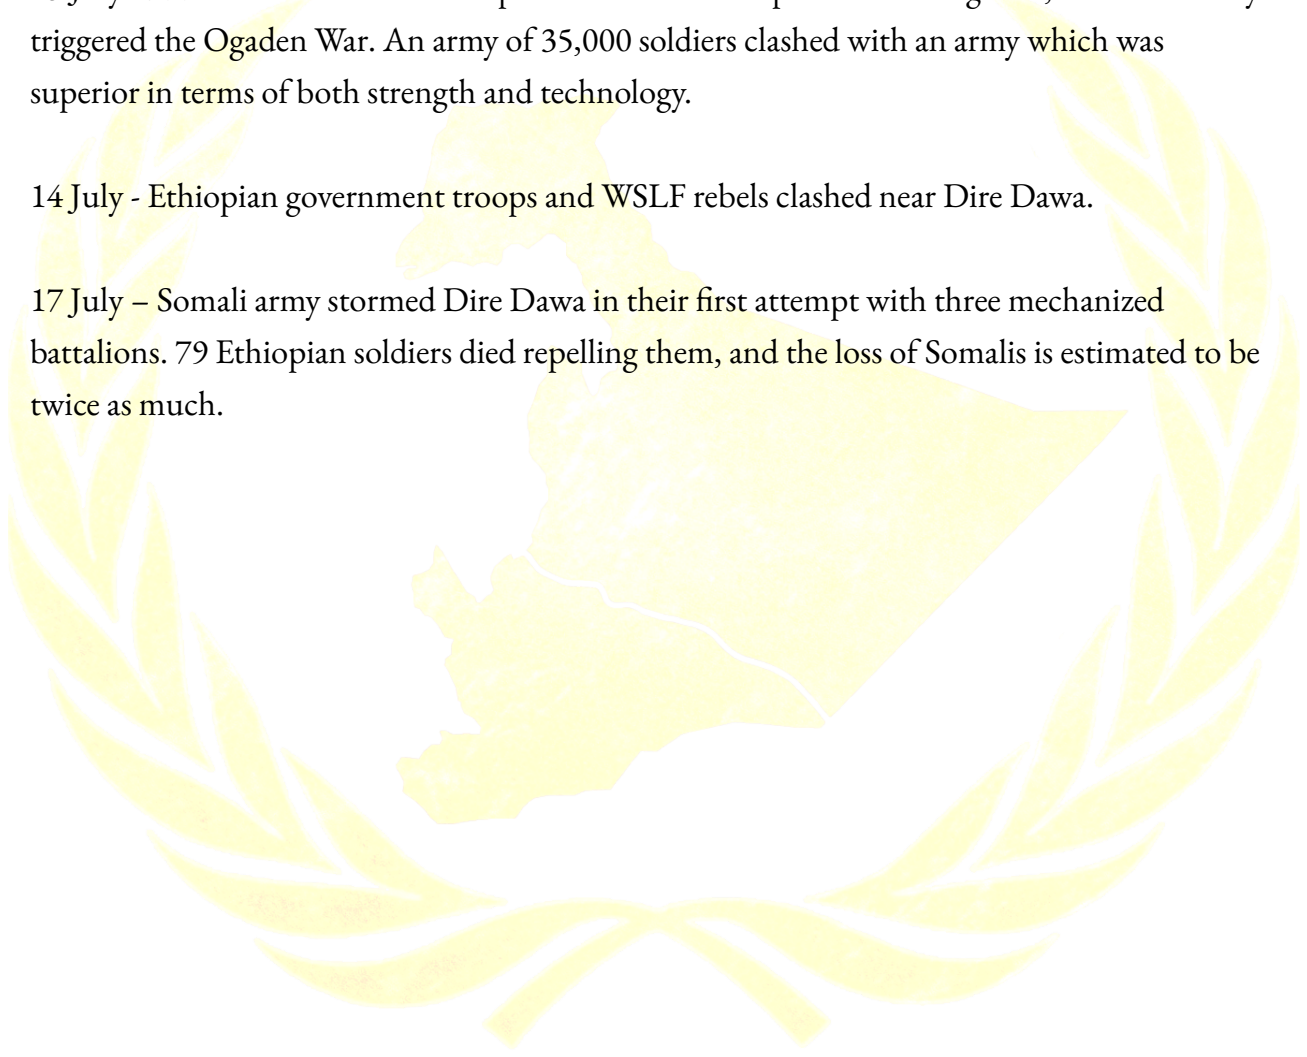 triggered the Ogaden War. An army of 35,000 soldiers clashed with an army which was
superior in terms of both strength and technology.
14 July - Ethiopian government troops and WSLF rebels clashed near Dire Dawa.
17 July – Somali army stormed Dire Dawa in their first attempt with three mechanized
battalions. 79 Ethiopian soldiers died repelling them, and the loss of Somalis is estimated to be
twice as much.